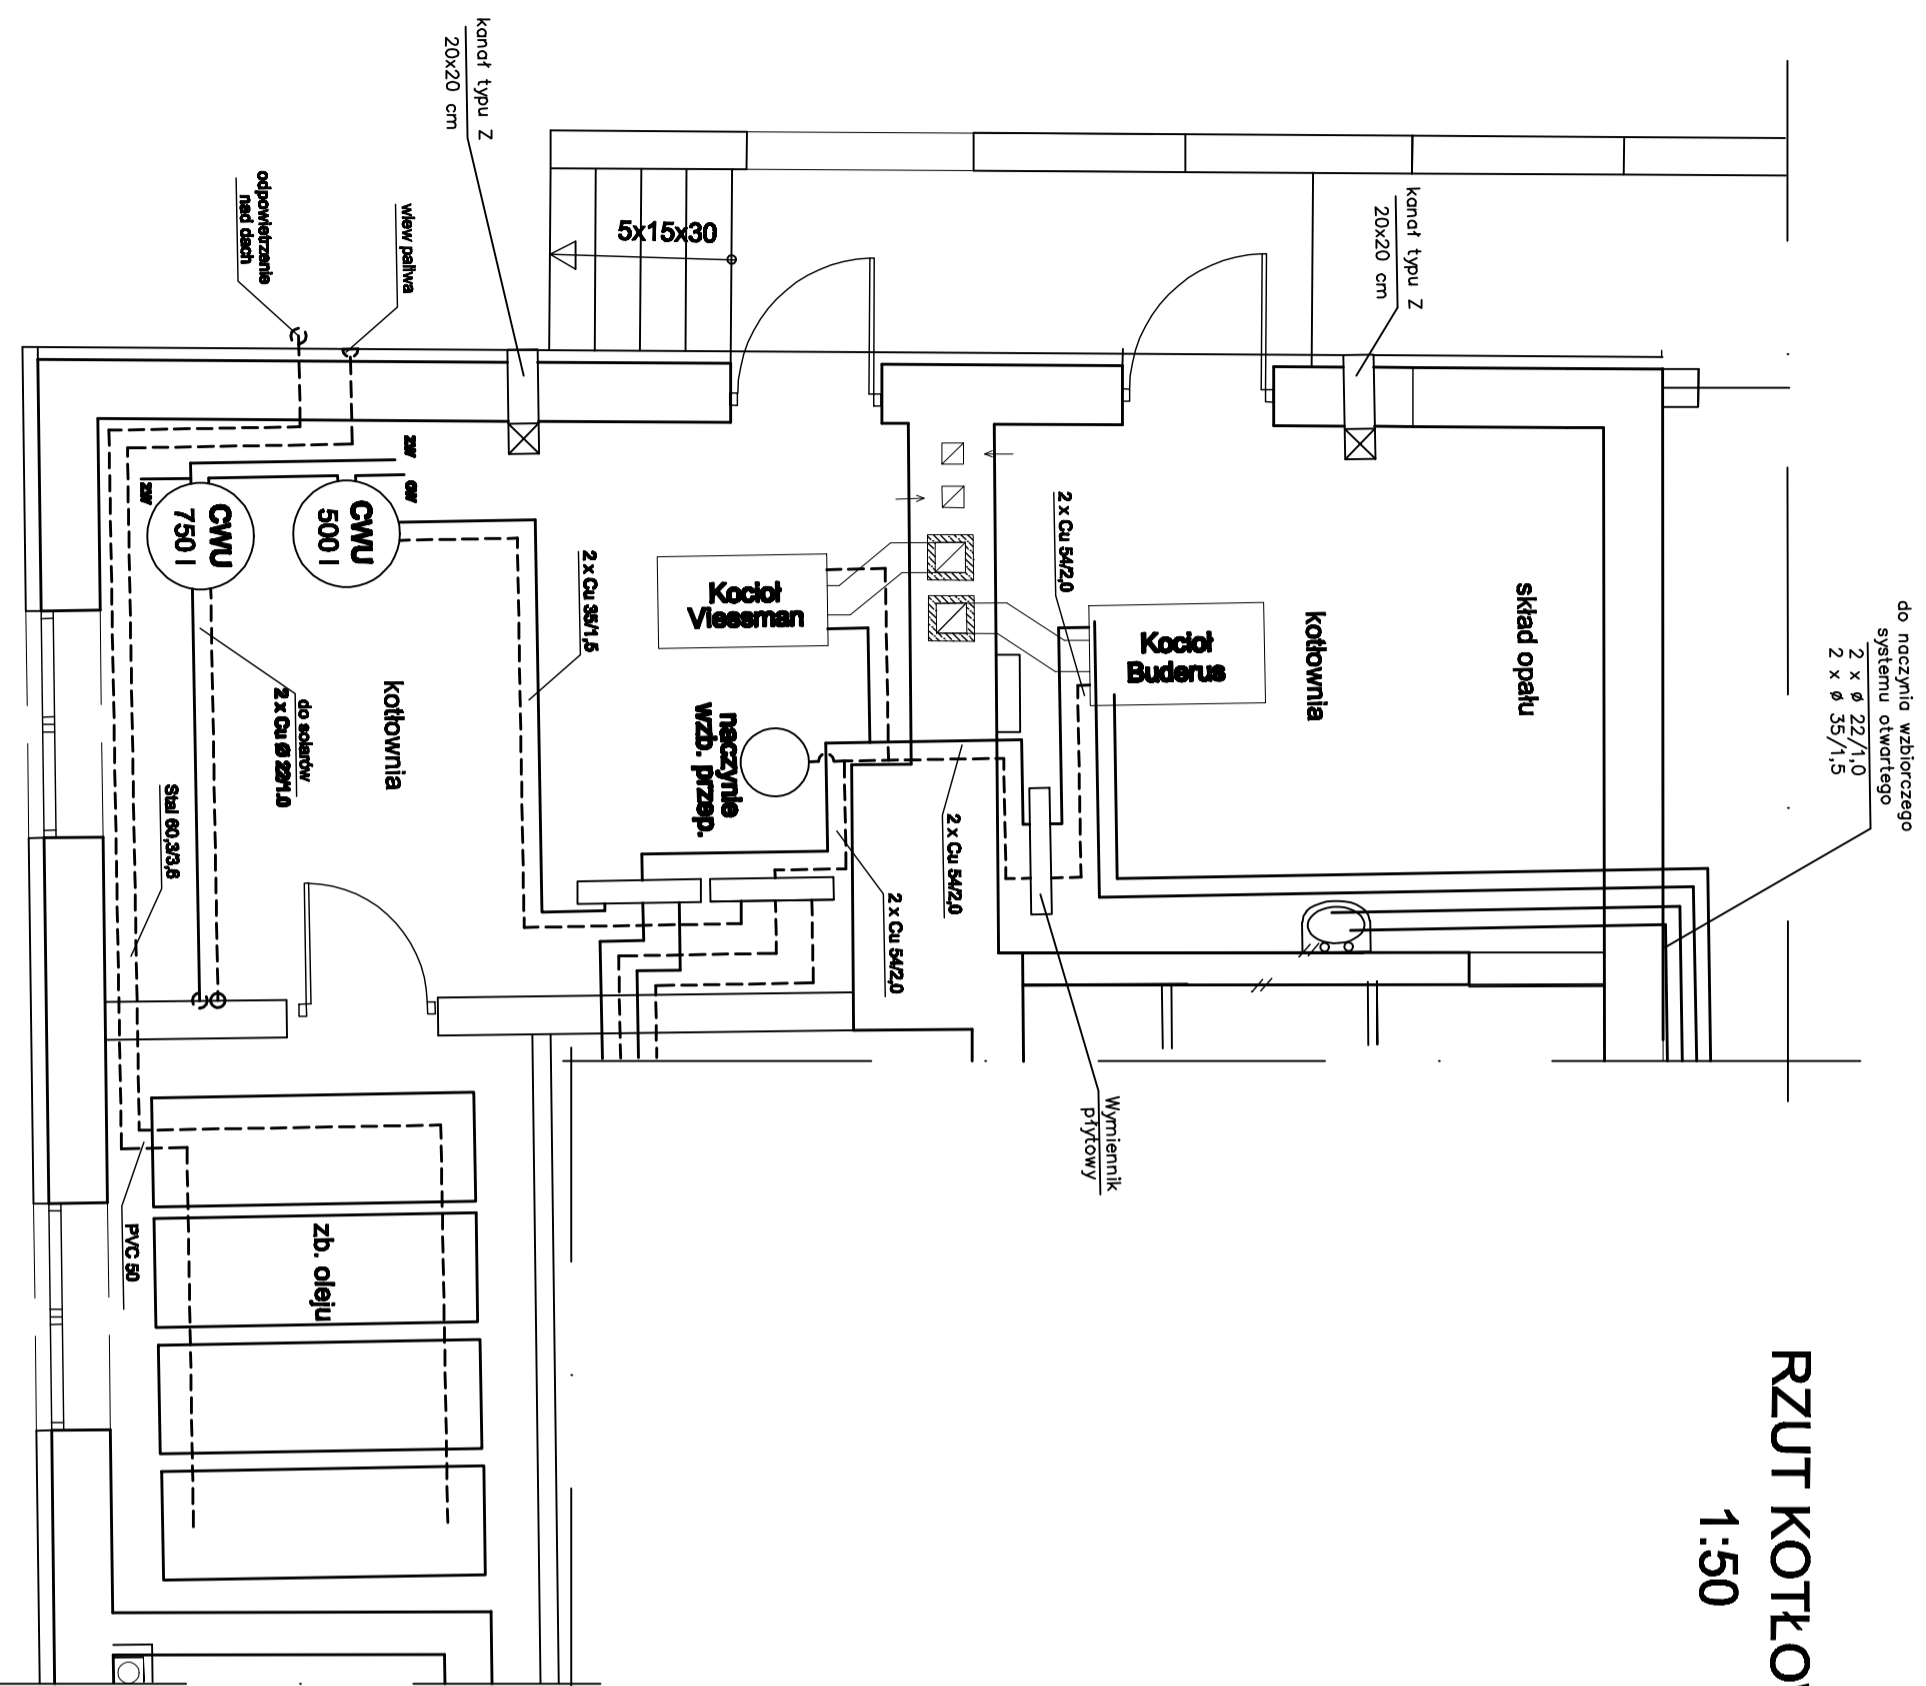 RZUT KOTŁO
1:50
do naczynia wzbiorczego
systemu otwartego
2 x ø 22/1,0
2 x ø 35/1,5
kanał typu Z
20x20 cm
skład opału
kotłownia
Kocioł
Buderus
2 x Cu 54/2,0
Wymiennik
płytowy
2 x Cu 54/2,0
2 x Cu 54/2,0
5x15x30
Kocioł
Viessman
naczynie
wzb. przep.
2 x Cu 35/1,5
kanał typu Z
20x20 cm
wlew paliwa
odpowietrzenie
nad dach
ZW
CW
ZW
CWU
500 l
CWU
750 l
kotłownia
do solarów
2 x Cu Ø 22/1.0
Stal 60,3/3,6
zb. oleju
PVC 50